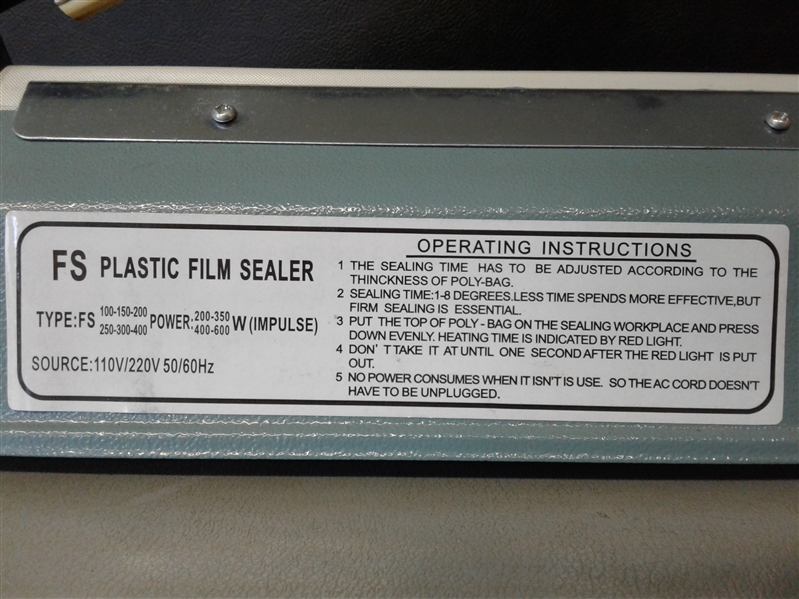 FS PLASTIC FILM SEALER
TYPE:FS 100-150-200 250-300-400 POWER: 200-350 400-600 W (IMPULSE)
SOURCE:110V/220V 50/60Hz
OPERATING INSTRUCTIONS
1 THE SEALING TIME HAS TO BE ADJUSTED ACCORDING TO THE
THINCKNESS OF POLY-BAG.
2 SEALING TIME:1-8 DEGREES.LESS TIME SPENDS MORE EFFECTIVE,BUT
FIRM SEALING IS ESSENTIAL.
3 PUT THE TOP OF POLY - BAG ON THE SEALING WORKPLACE AND PRESS
DOWN EVENLY. HEATING TIME IS INDICATED BY RED LIGHT.
4 DON'T TAKE IT AT UNTIL ONE SECOND AFTER THE RED LIGHT IS PUT
OUT.
5 NO POWER CONSUMES WHEN IT ISN'T IS USE. SO THE AC CORD DOESN'T
HAVE TO BE UNPLUGGED.